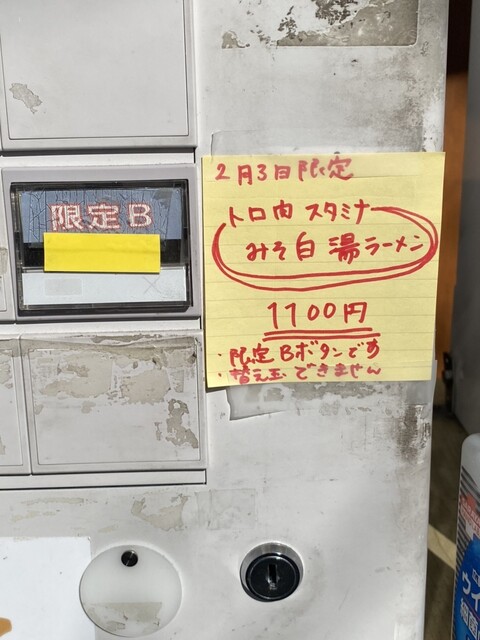 2月3日限定
トロ肉スタミナ
みそ白湯ラーメン
1100円
・限定Bボタンです
・替え玉できません
限定B